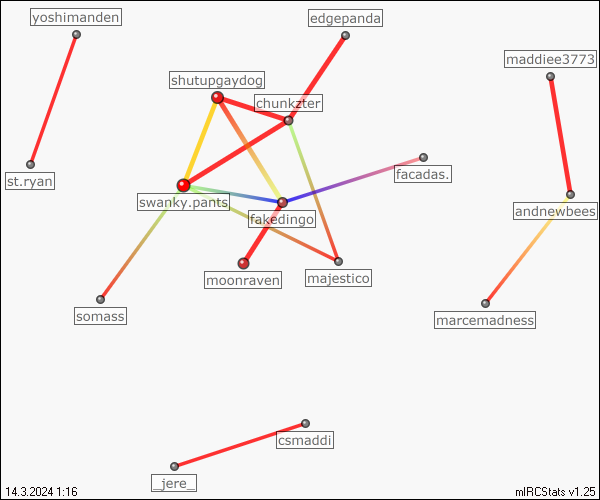 yoshimanden
edgepanda
maddiee3773
shutupgaydog
chunkzter
facadas.
st.ryan
swanky.pants
andnewbees
fakedingo
moonraven
majestico
somass
marcemadness
csmaddi
_jere_
14.3.2024 1:16
mIRCStats v1.25